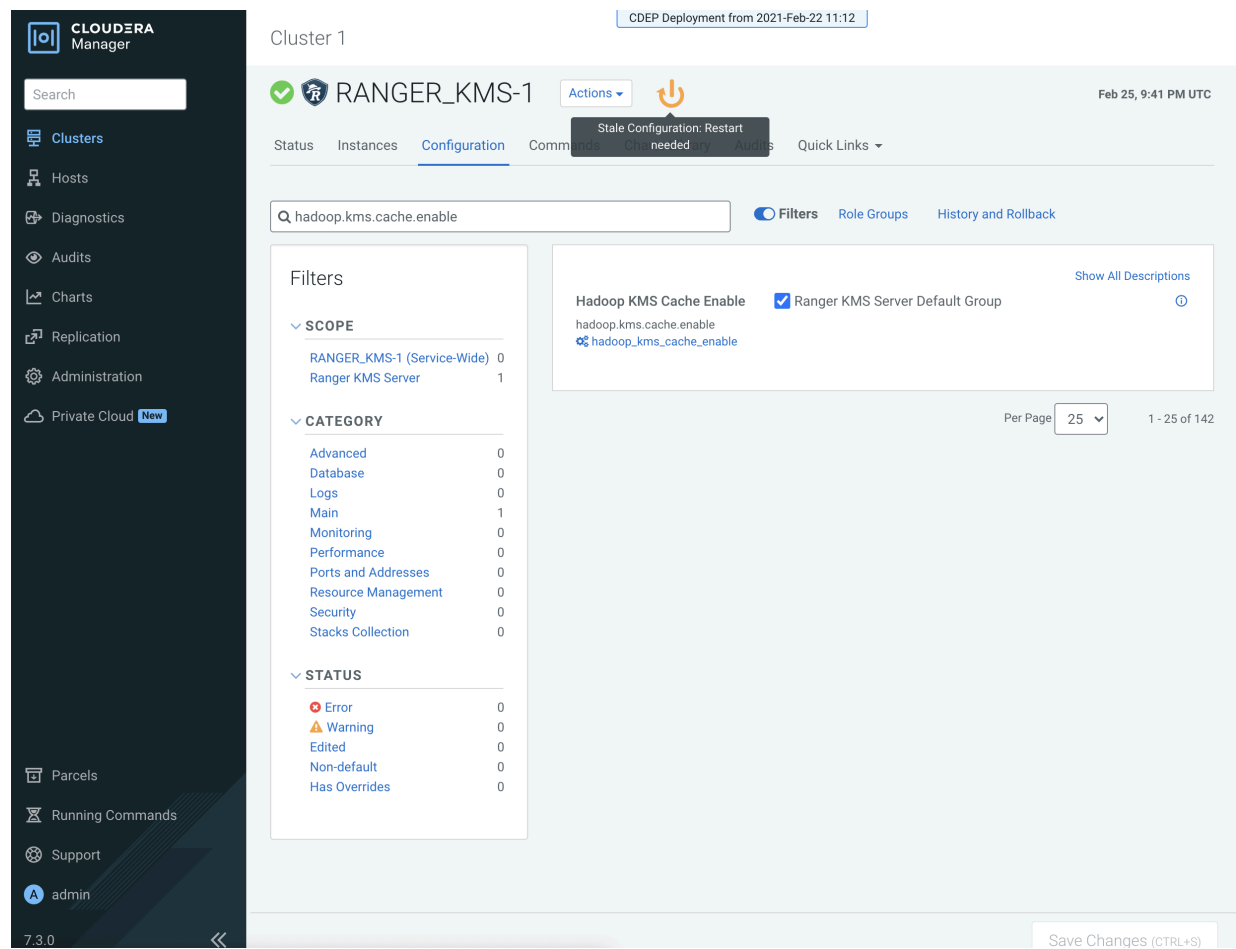 CLOUDERA
Manager
Search
Clusters
Hosts
Diagnostics
Audits
Charts
Replication
Administration
Private Cloud New
Parcels
Running Commands
Support
A admin
7.3.0
CDEP Deployment from 2021-Feb-22 11:12
Cluster 1
RANGER_KMS-1 Actions
Feb 25, 9:41 PM UTC
Stale Configuration: Restart
needed
Status Instances Configuration Commands Audits Quick Links
hadoop.kms.cache.enable
Filters Role Groups History and Rollback
Filters
SCOPE
RANGER_KMS-1 (Service-Wide) 0
Ranger KMS Server 1
CATEGORY
Advanced 0
Database 0
Logs 0
Main 1
Monitoring 0
Performance 0
Ports and Addresses 0
Resource Management 0
Security 0
Stacks Collection 0
STATUS
Error 0
Warning 0
Edited 0
Non-default 0
Has Overrides 0
Show All Descriptions
Hadoop KMS Cache Enable Ranger KMS Server Default Group
hadoop.kms.cache.enable
hadoop_kms_cache_enable
Per Page 25 1 - 25 of 142
Save Changes (CTRL+S)